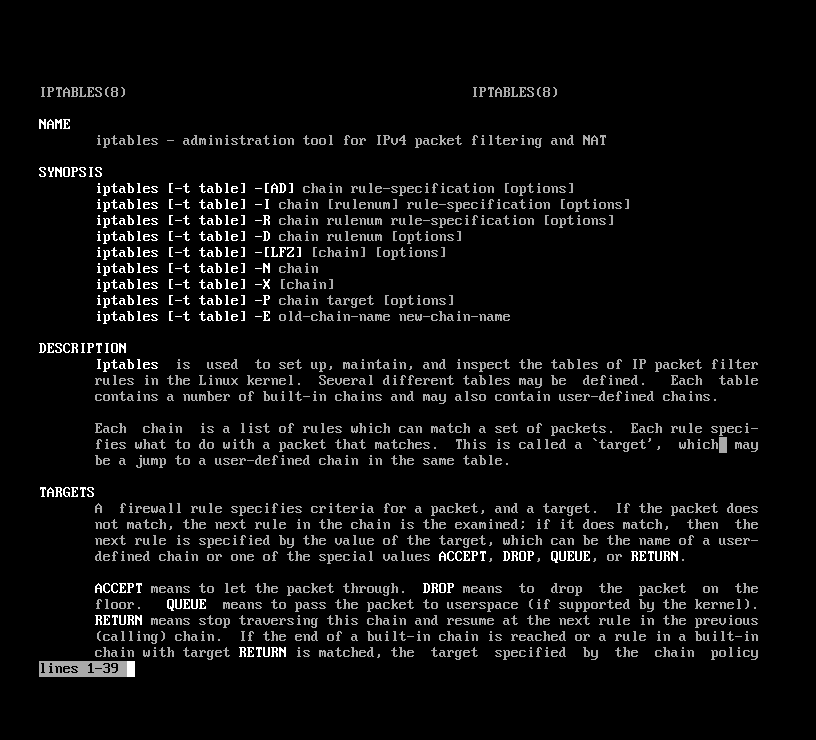 IPTABLES(8) IPTABLES(8)
NAME
iptables - administration tool for IPv4 packet filtering and NAT
SYNOPSIS
iptables [-t table] -[AD] chain rule-specification [options]
iptables [-t table] -I chain [rulenum] rule-specification [options]
iptables [-t table] -R chain rulenum rule-specification [options]
iptables [-t table] -D chain rulenum [options]
iptables [-t table] -[LFZ] [chain] [options]
iptables [-t table] -N chain
iptables [-t table] -X [chain]
iptables [-t table] -P chain target [options]
iptables [-t table] -E old-chain-name new-chain-name
DESCRIPTION
Iptables is used to set up, maintain, and inspect the tables of IP packet filter
rules in the Linux kernel. Several different tables may be defined. Each table
contains a number of built-in chains and may also contain user-defined chains.
Each chain is a list of rules which can match a set of packets. Each rule speci-
fies what to do with a packet that matches. This is called a `target', which may
be a jump to a user-defined chain in the same table.
TARGETS
A firewall rule specifies criteria for a packet, and a target. If the packet does
not match, the next rule in the chain is the examined; if it does match, then the
next rule is specified by the value of the target, which can be the name of a user-
defined chain or one of the special values ACCEPT, DROP, QUEUE, or RETURN.
ACCEPT means to let the packet through. DROP means to drop the packet on the
floor. QUEUE means to pass the packet to userspace (if supported by the kernel).
RETURN means stop traversing this chain and resume at the next rule in the previous
(calling) chain. If the end of a built-in chain is reached or a rule in a built-in
chain with target RETURN is matched, the target specified by the chain policy
lines 1-39